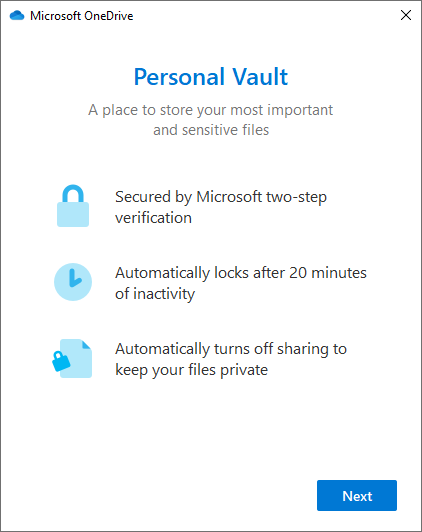 Microsoft OneDrive
Personal Vault
A place to store your most important
and sensitive files
Secured by Microsoft two-step
verification
Automatically locks after 20 minutes
of inactivity
Automatically turns off sharing to
keep your files private
Next